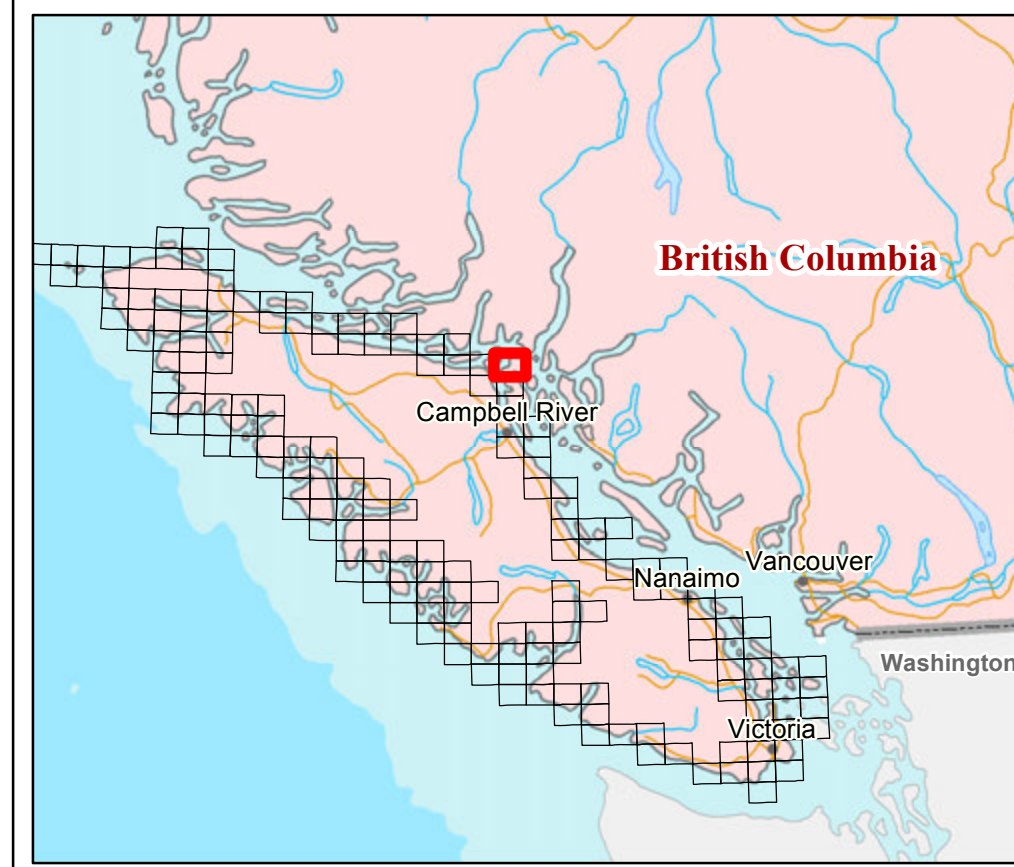 British Columbia
Campbell River
Vancouver
Nanaimo
Washington
Victoria